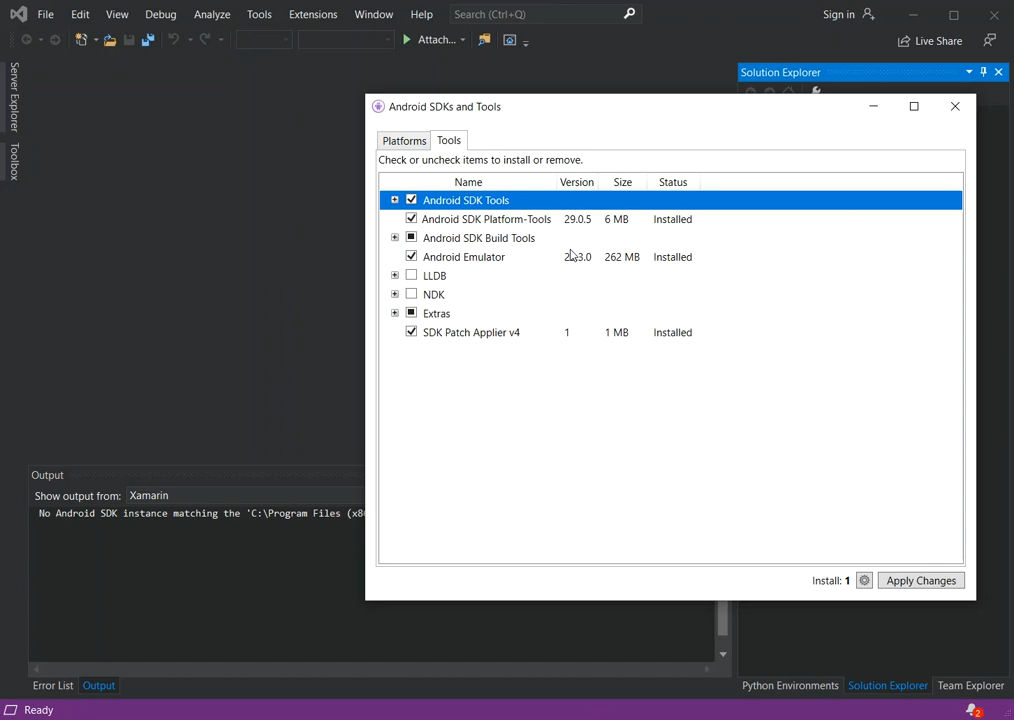 File Edit View Debug Analyze Tools Extensions Window Help Search (Ctrl+Q) Sign in
Attach... Live Share
Server Explorer
Toolbox
Solution Explorer
Android SDKs and Tools
Platforms Tools
Check or uncheck items to install or remove.
Name Version Size Status
Android SDK Tools
Android SDK Platform-Tools 29.0.5 6 MB Installed
Android SDK Build Tools
Android Emulator 262 MB Installed
LLDB
NDK
Extras
SDK Patch Applier v4 1 1 MB Installed
Install: 1 Apply Changes
Output
Show output from: Xamarin
No Android SDK instance matching the 'C:\Program Files (x8
Error List Output
Python Environments Solution Explorer Team Explorer
Ready 2